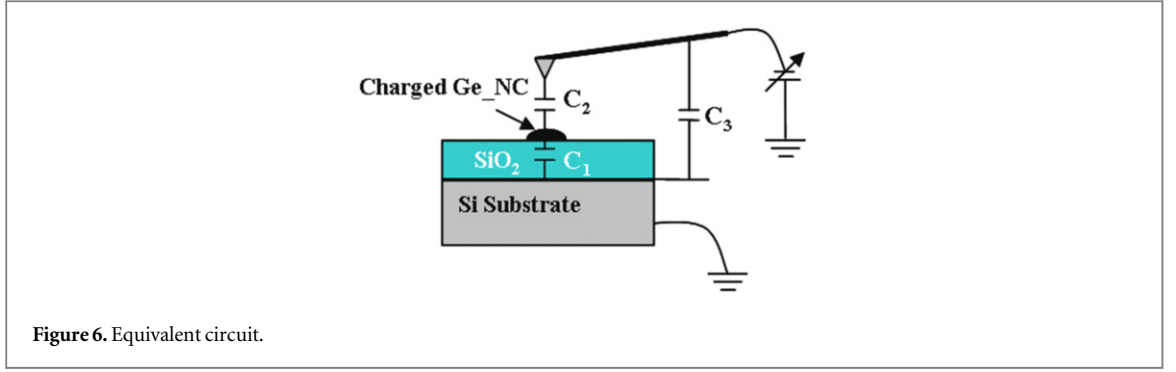 Charged Ge_NC
C₂
C₃
SiO₂ C₁
Si Substrate
Figure 6. Equivalent circuit.